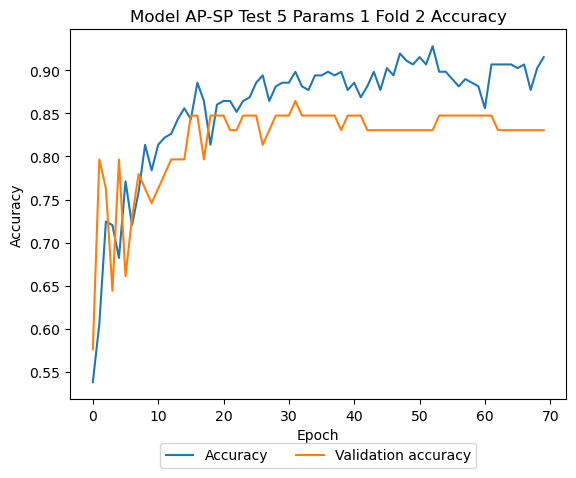 Model AP-SP Test 5 Params 1 Fold 2 Accuracy
Accuracy
0.90
0.85
0.80
0.75
0.70
0.65
0.60
0.55
0 10 20 30 40 50 60 70
Epoch
Accuracy Validation accuracy